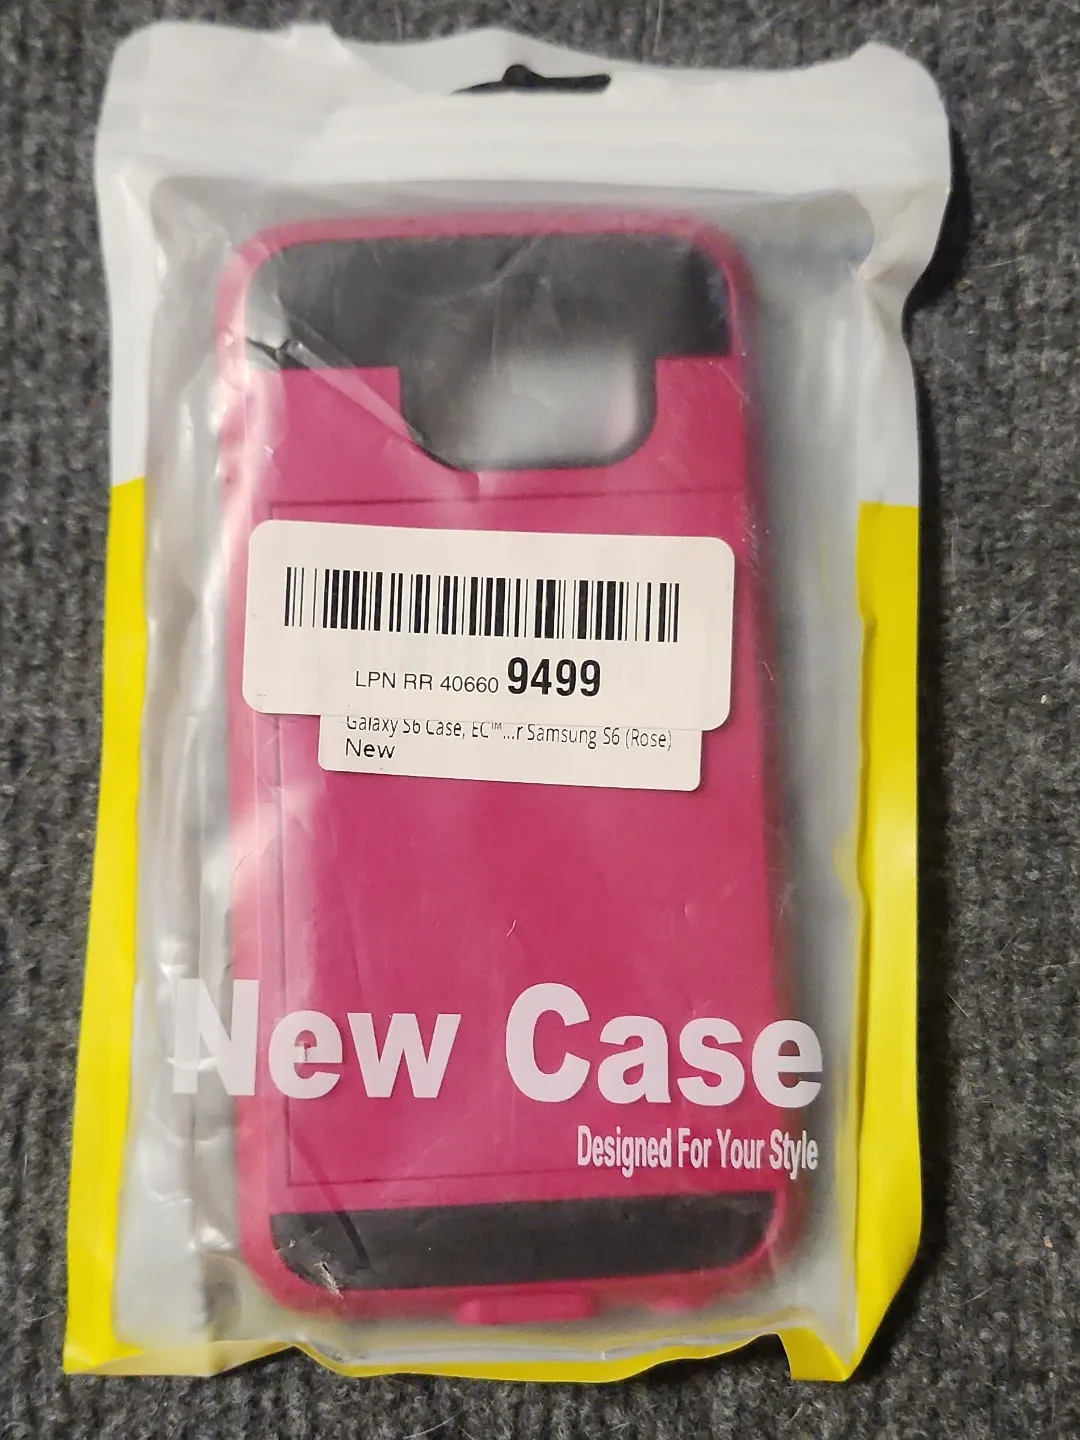 LPN RR 40660 9499
Galaxy S6 Case, EC™...r Samsung S6 (Rose)
New
New Case
Designed For Your Style